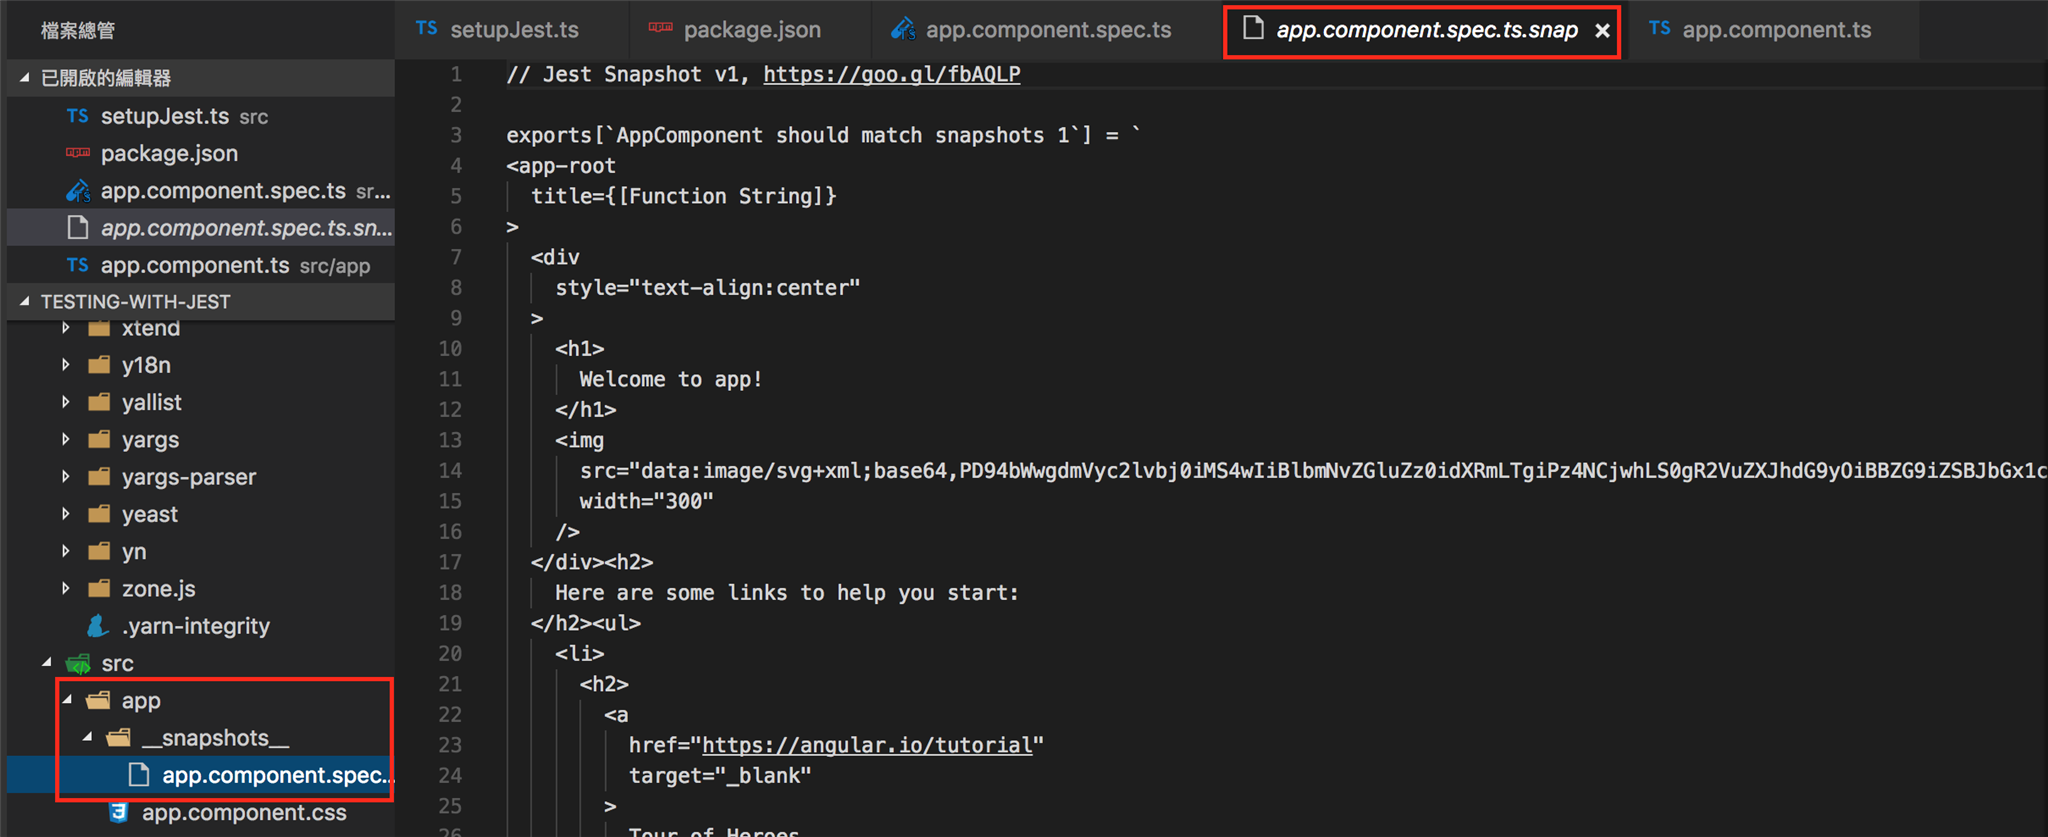 檔案總管
已開啟的編輯器
TS setupJest.ts src
package.json
app.component.spec.ts sr...
app.component.spec.ts.sn...
TS app.component.ts src/app
TESTING-WITH-JEST
xtend
y18n
yallist
yargs
yargs-parser
yeast
yn
zone.js
.yarn-integrity
src
app
__snapshots__
app.component.spec...
app.component.css
TS setupJest.ts
package.json
app.component.spec.ts
app.component.spec.ts.snap ×
TS app.component.ts
1 // Jest Snapshot v1, https://goo.gl/fbAQLP
2
3 exports[`AppComponent should match snapshots 1`] = `
4 <app-root
5 title={[Function String]}
6 >
7 <div
8 style="text-align:center"
9 >
10 <h1>
11 Welcome to app!
12 </h1>
13 <img
14 src="data:image/svg+xml;base64,PD94bWwgdmVyc2lvbj0iMS4wIiBlbmNvZGluZz0idXRmLTgiPz4NCjwhLS0gR2VuZXJhdG9yOiBBZG9iZSBJbGx1c
15 width="300"
16 />
17 </div><h2>
18 Here are some links to help you start:
19 </h2><ul>
20 <li>
21 <h2>
22 <a
23 href="https://angular.io/tutorial"
24 target="_blank"
25 >
26 Tour of Heroes